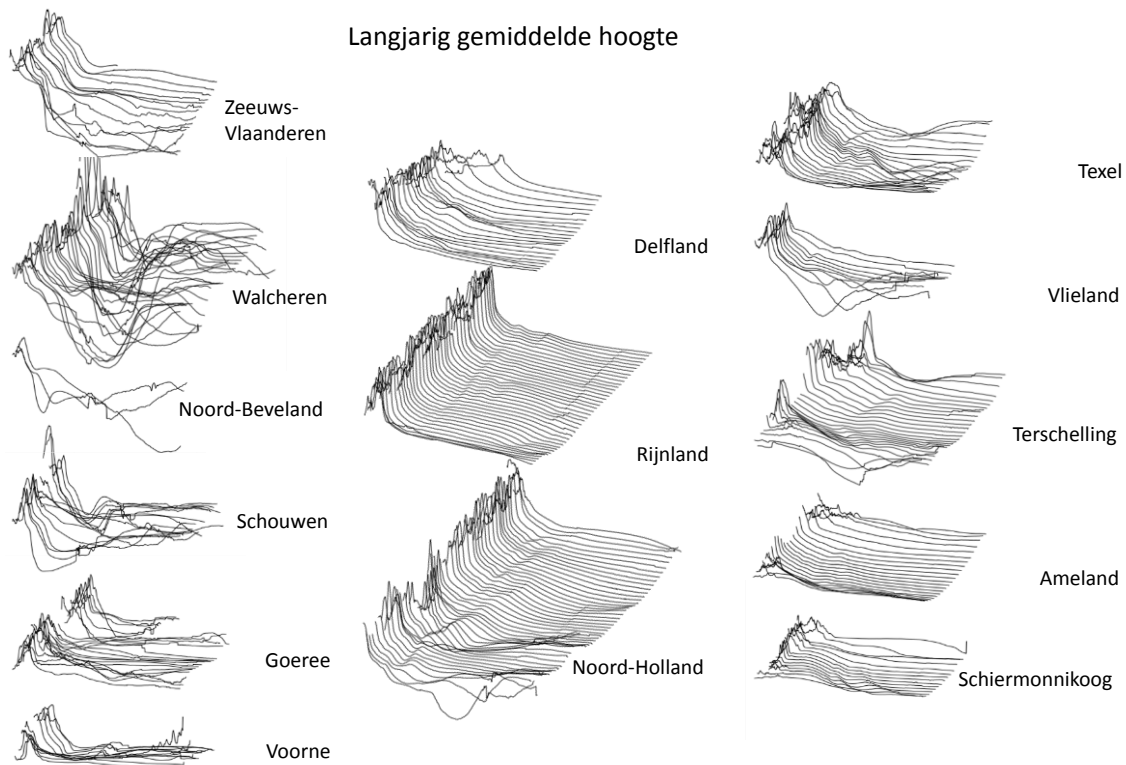 Langjarig gemiddelde hoogte
Zeeuws-
Vlaanderen
Walcheren
Noord-Beveland
Schouwen
Goeree
Voorne
Delfland
Rijnland
Noord-Holland
Texel
Vlieland
Terschelling
Ameland
Schiermonnikoog